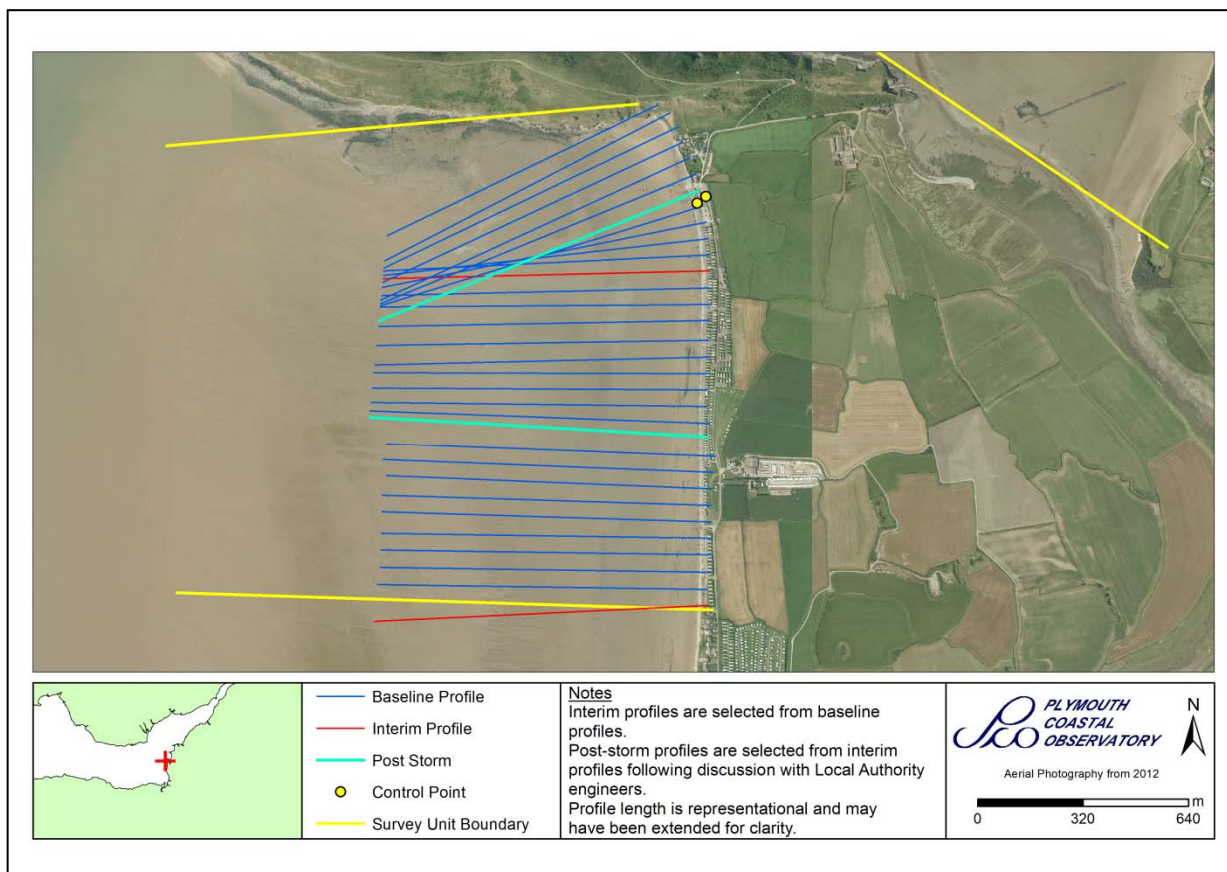 Baseline Profile
Interim Profile
Post Storm
Control Point
Survey Unit Boundary
Notes
Interim profiles are selected from baseline
profiles.
Post-storm profiles are selected from interim
profiles following discussion with Local Authority
engineers.
Profile length is representational and may
have been extended for clarity.
PLYMOUTH
COASTAL
OBSERVATORY
N
Aerial Photography from 2012
m
0 320 640